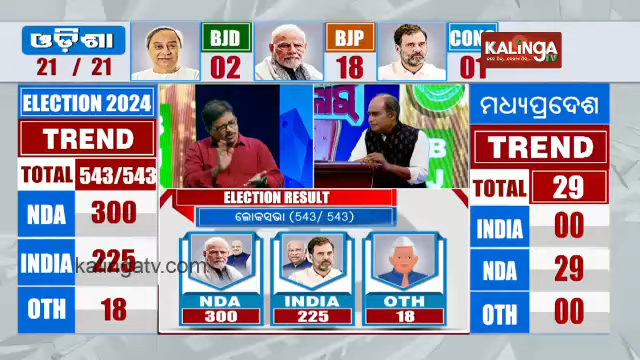 ଓଡ଼ିଶା
21 / 21
BJD
02
BJP
18
CONG
01
KALINGA TV
ELECTION 2024
TREND
TOTAL 543/543
NDA 300
INDIA 225
OTH 18
kalingatv.com
ELECTION RESULT
ଲୋକସଭା (543/ 543)
NDA
300
INDIA
225
OTH
18
ମଧ୍ୟପ୍ରଦେଶ
TREND
TOTAL 29
INDIA 00
NDA 29
OTH 00